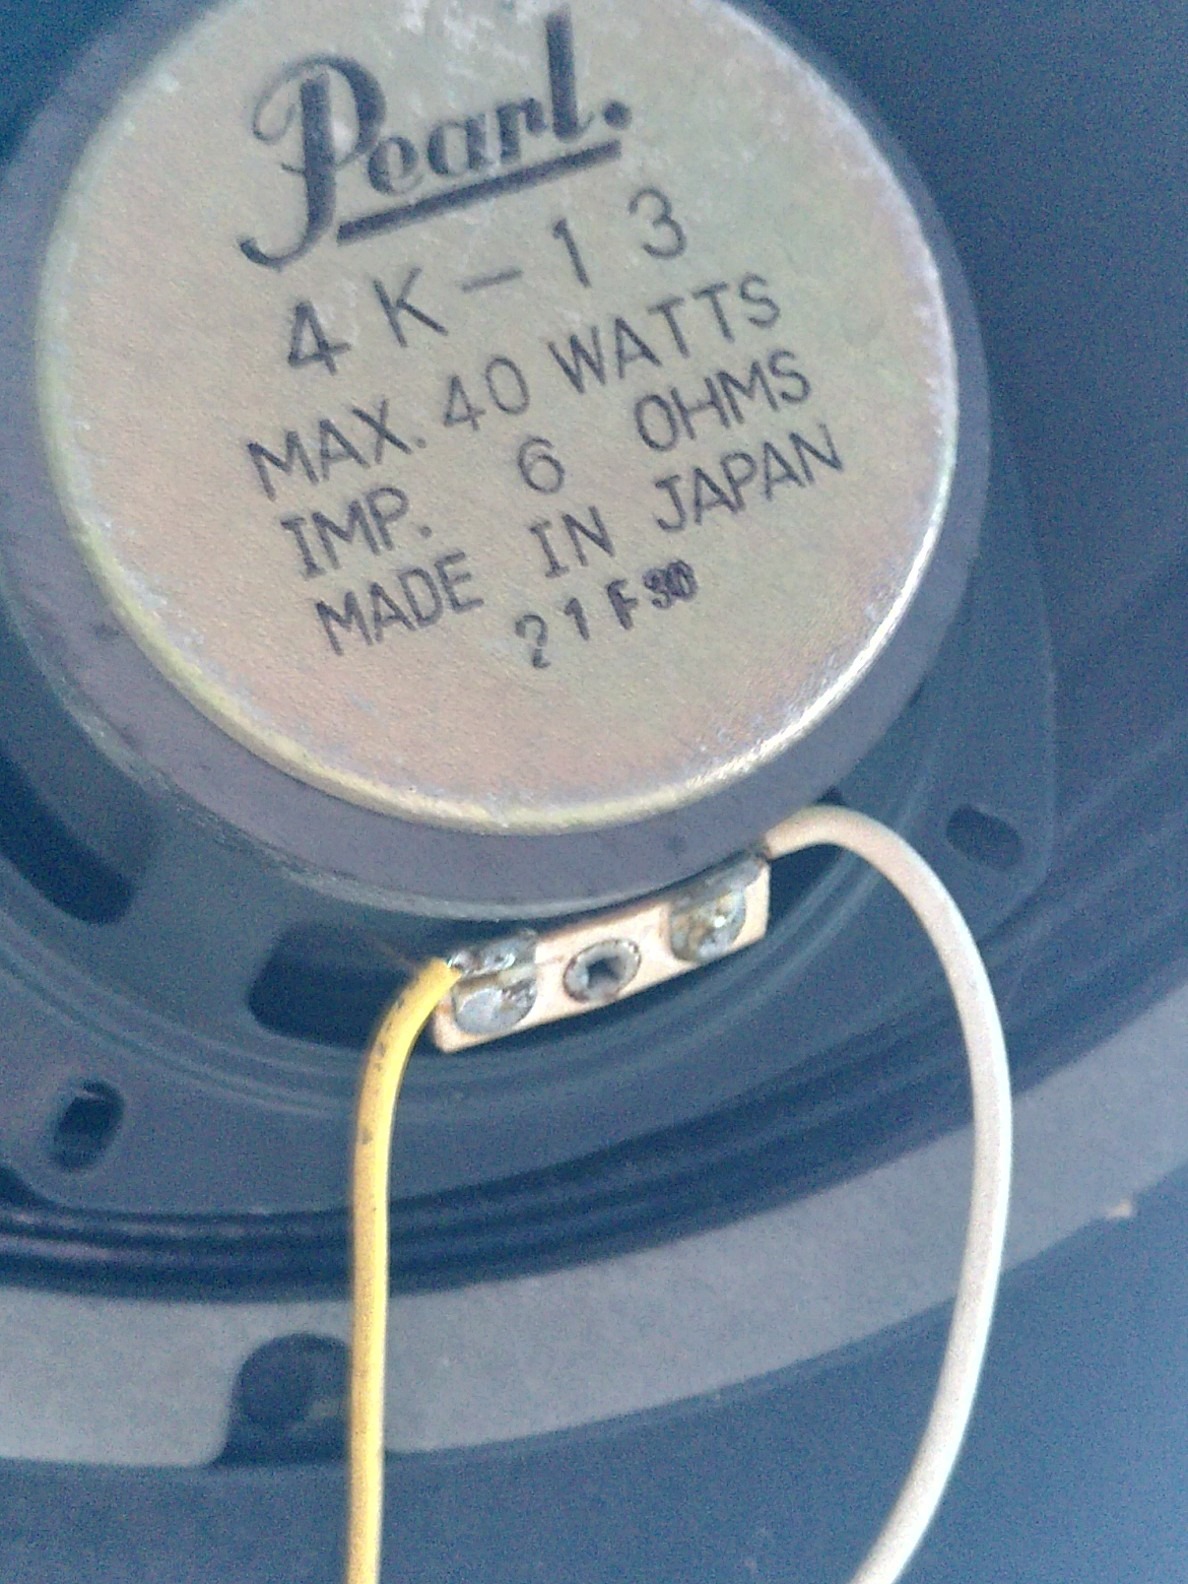 Pearl.
4K-13
MAX. 40 WATTS
IMP. 6 OHMS
MADE IN JAPAN
21F30